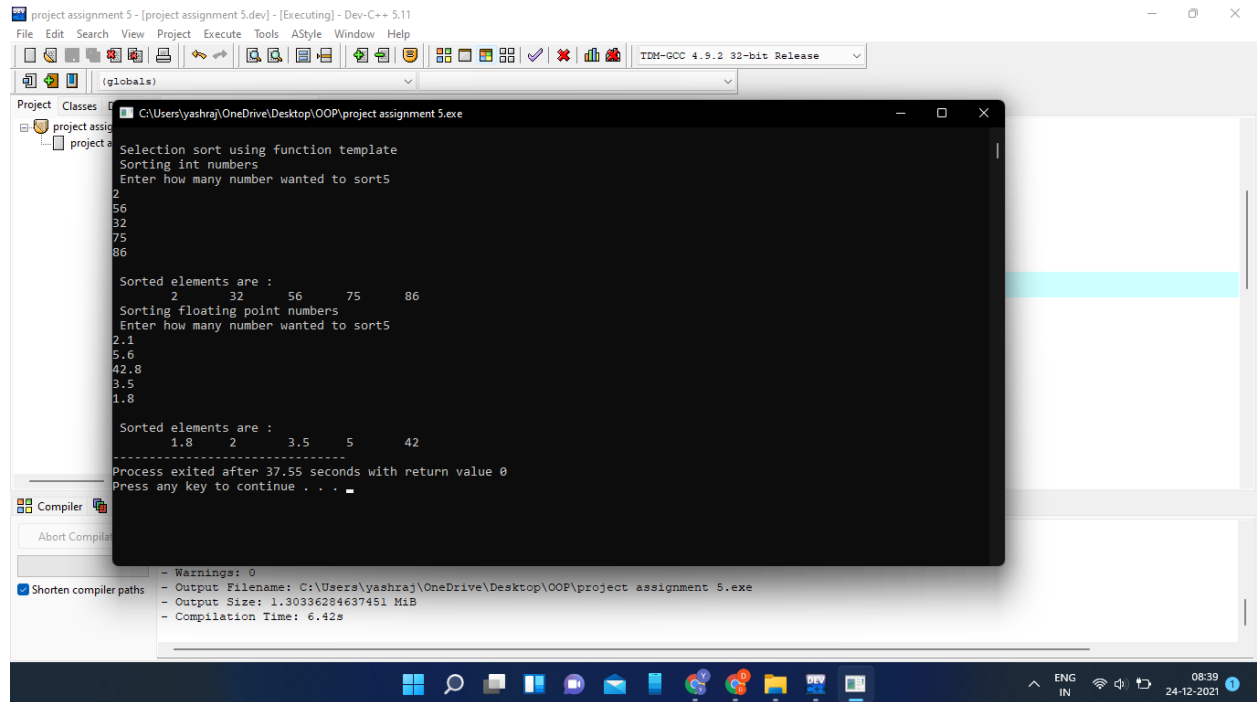 project assignment 5 - [project assignment 5.dev] - [Executing] - Dev-C++ 5.11
File Edit Search View Project Execute Tools AStyle Window Help
TDM-GCC 4.9.2 32-bit Release
(globals)
Project Classes
C:\Users\yashraj\OneDrive\Desktop\OOP\project assignment 5.exe
project
project
Selection sort using function template
Sorting int numbers
Enter how many number wanted to sort5
2
56
32
75
86
Sorted elements are :
2 32 56 75 86
Sorting floating point numbers
Enter how many number wanted to sort5
2.1
5.6
42.8
3.5
1.8
Sorted elements are :
1.8 2 3.5 5 42
--------------------------------
Process exited after 37.55 seconds with return value 0
Press any key to continue . . .
Compiler
Abort
Shorten compiler paths
- Warnings: 0
- Output Filename: C:\Users\yashraj\OneDrive\Desktop\OOP\project assignment 5.exe
- Output Size: 1.30336284637451 MiB
- Compilation Time: 6.42s
DEV
ENG
IN
08:39
24-12-2021
1